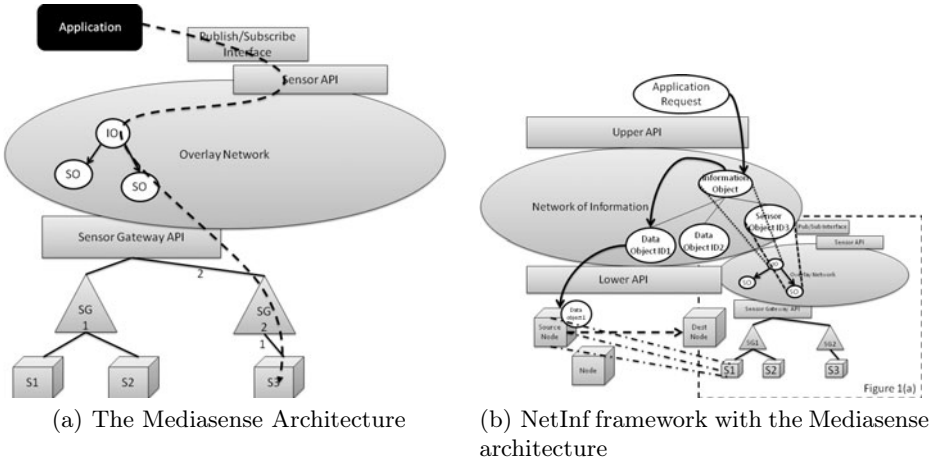 Application
Publish/Subscribe
Interface
Sensor API
IO
Overlay Network
SO
SO
Sensor Gateway API
2
SG
1
SG
2
1
S1
S2
S3
(a) The Mediasense Architecture
Application
Request
Upper API
Information
Object
Network of Information
Sensor
Object ID3
Data
Object ID1
Data
Object ID2
Pub/Sub Interface
Sensor API
IO
Overlay Network
SO
SO
Lower API
Sensor Gateway API
Data
object1
Source
Node
Dest
Node
Node
SG1
SG2
S1
S2
S3
Figure 1(a)
(b) NetInf framework with the Mediasense
architecture